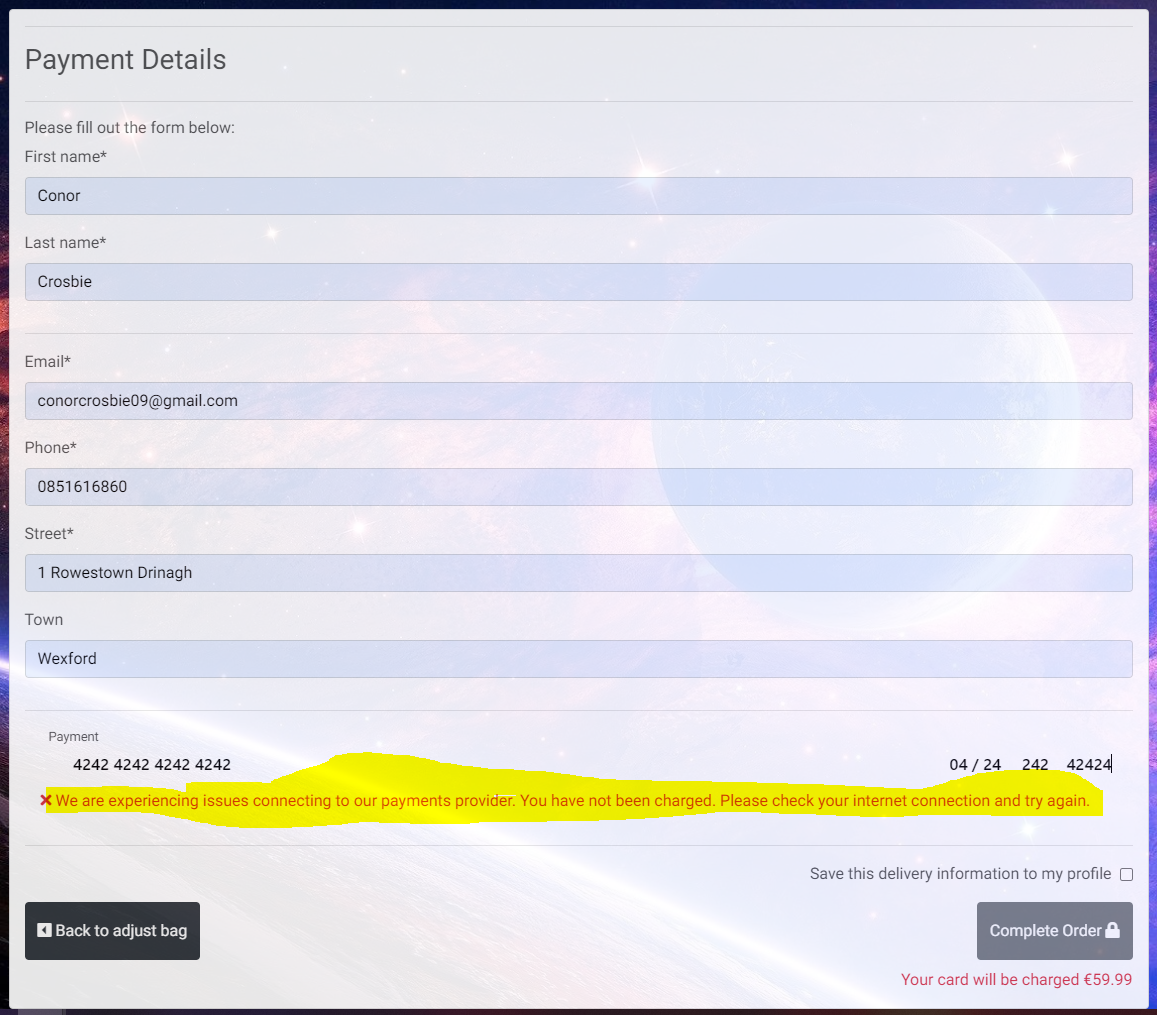 Payment Details
Please fill out the form below:
First name*
Conor
Last name*
Crosbie
Email*
conorcrosbie09@gmail.com
Phone*
0851616860
Street*
1 Rowestown Drinagh
Town
Wexford
Payment
4242 4242 4242 4242 04 / 24 242 42424
We are experiencing issues connecting to our payments provider. You have not been charged. Please check your internet connection and try again.
Save this delivery information to my profile
Back to adjust bag Complete Order
Your card will be charged €59.99